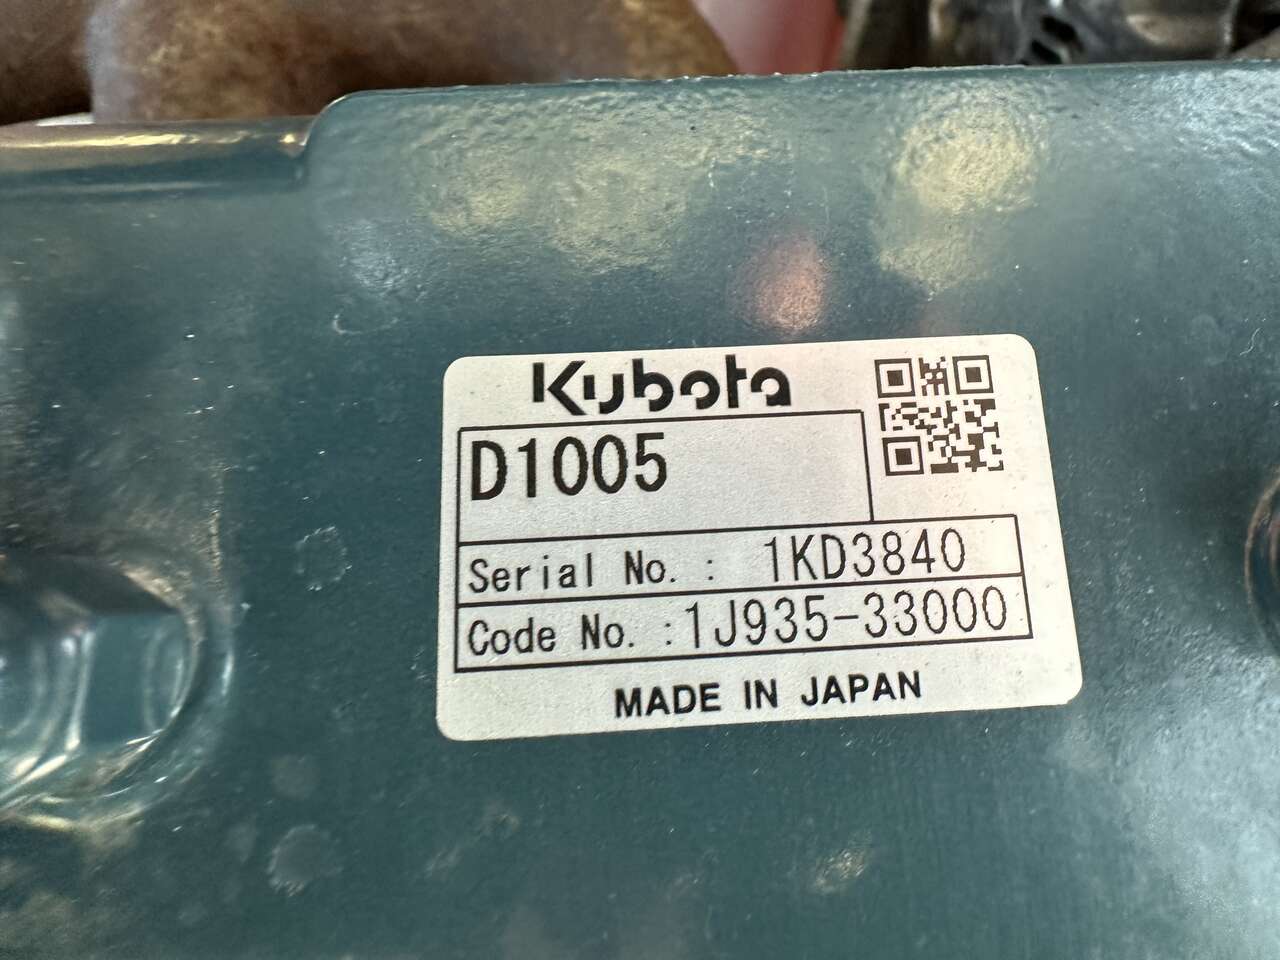 Kubota
D1005
Serial No. : 1KD3840
Code No. : 1J935-33000
MADE IN JAPAN